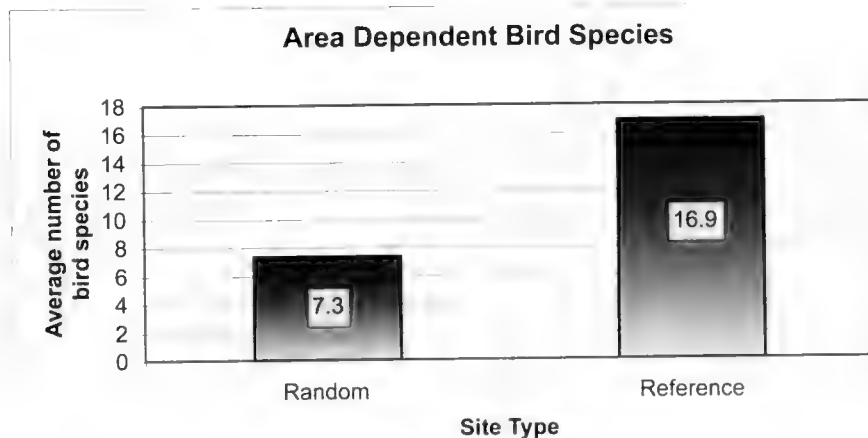 Area Dependent Bird Species
Average number of
bird species
18
16
14
12
10
8
6
4
2
0
7.3
16.9
Random
Reference
Site Type